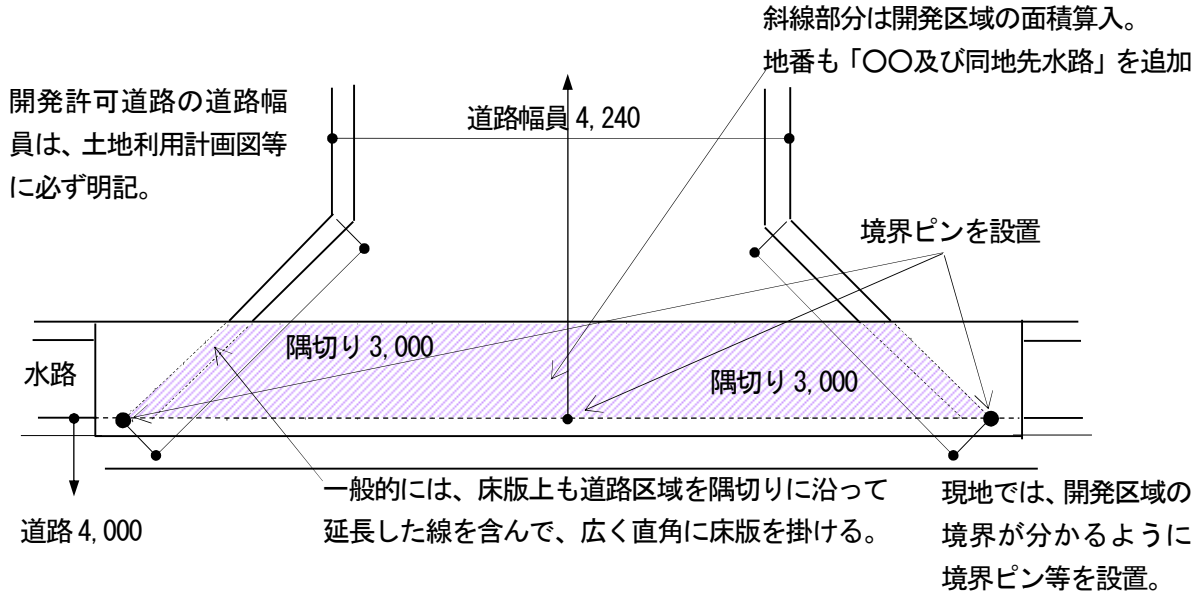 斜線部分は開発区域の面積算入。
地番も「〇〇及び同地先水路」を追加
開発許可道路の道路幅
員は、土地利用計画図等
に必ず明記。
道路幅員 4,240
境界ピンを設置
隅切り 3,000
水路
隅切り 3,000
一般的には、床版上も道路区域を隅切りに沿って
延長した線を含んで、広く直角に床版を掛ける。
道路 4,000
現地では、開発区域の
境界が分かるように
境界ピン等を設置。